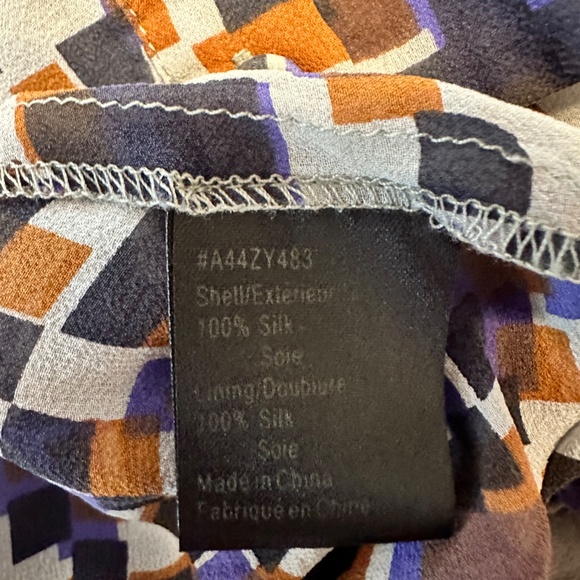 #A44ZY483
Shell/Exterieur
100% Silk
Soie
Lining/Doublure
100% Silk
Soie
Made in China
Fabriqué en Chine